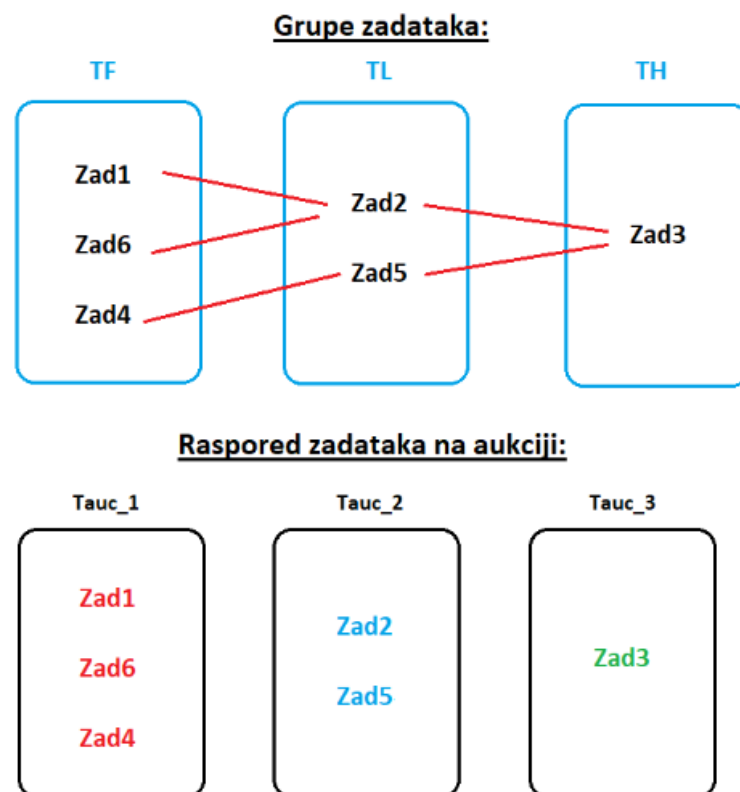 Grupe zadataka:
TF TL TH
Zad1
Zad6
Zad4
Zad2
Zad5
Zad3
Raspored zadataka na aukciji:
Tauc_1 Tauc_2 Tauc_3
Zad1
Zad6
Zad4
Zad2
Zad5
Zad3